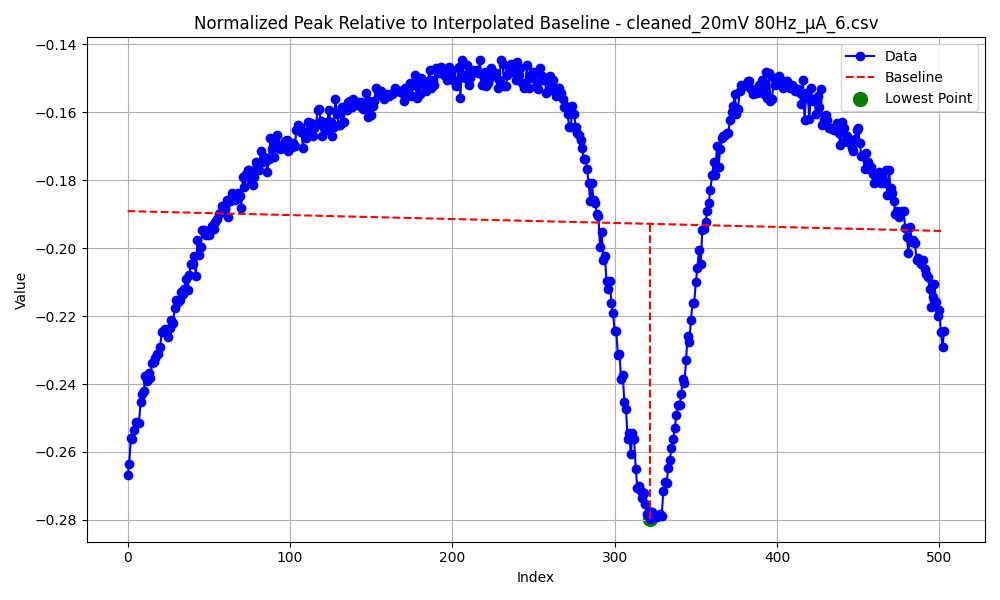 Normalized Peak Relative to Interpolated Baseline - cleaned_20mV 80Hz_μA_6.csv
−0.14
−0.16
−0.18
−0.20
−0.22
−0.24
−0.26
−0.28
Value
Data
Baseline
Lowest Point
0 100 200 300 400 500
Index